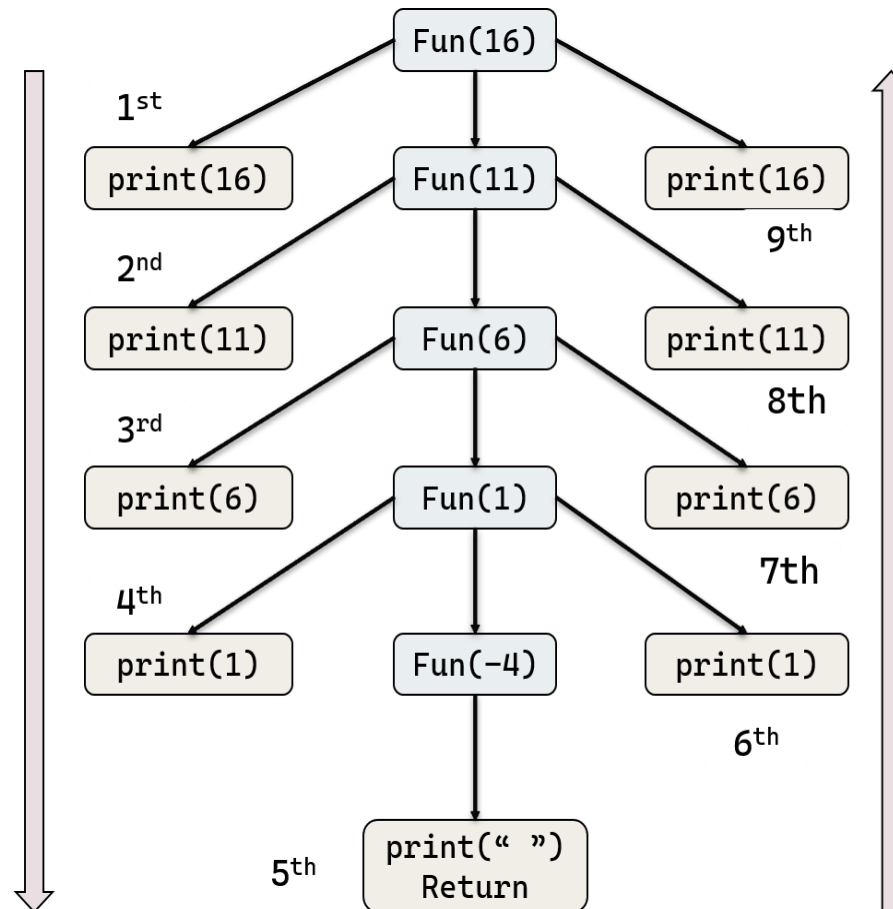 Fun(16)
1st
print(16)
Fun(11)
print(16)
9th
2nd
print(11)
Fun(6)
print(11)
8th
3rd
print(6)
Fun(1)
print(6)
7th
4th
print(1)
Fun(−4)
print(1)
6th
print(“ ”)
Return
5th